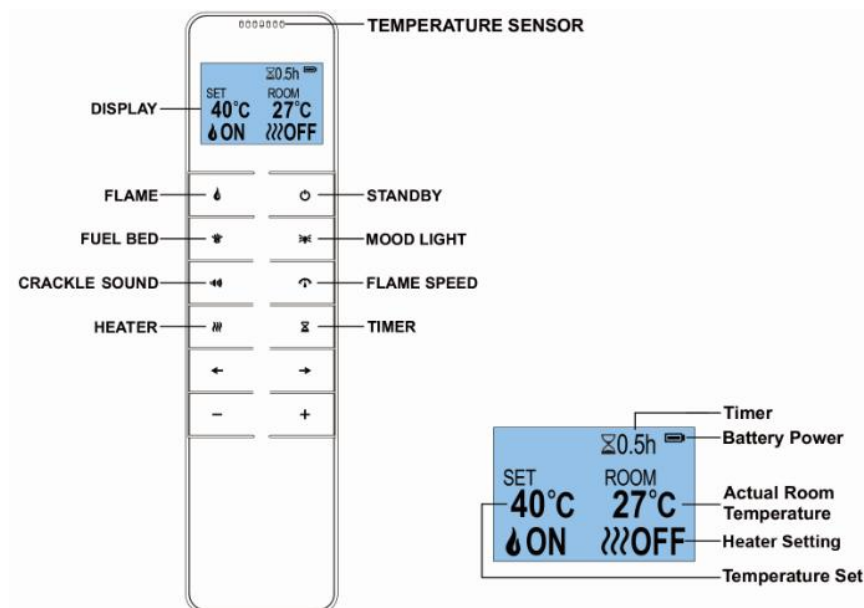 TEMPERATURE SENSOR
0.5h
SET ROOM
40°C 27°C
ON OFF
DISPLAY
FLAME
STANDBY
FUEL BED
MOOD LIGHT
CRACKLE SOUND
FLAME SPEED
HEATER
TIMER
- +
Timer
0.5h
Battery Power
SET ROOM
40°C 27°C
Actual Room
Temperature
ON OFF
Heater Setting
Temperature Set